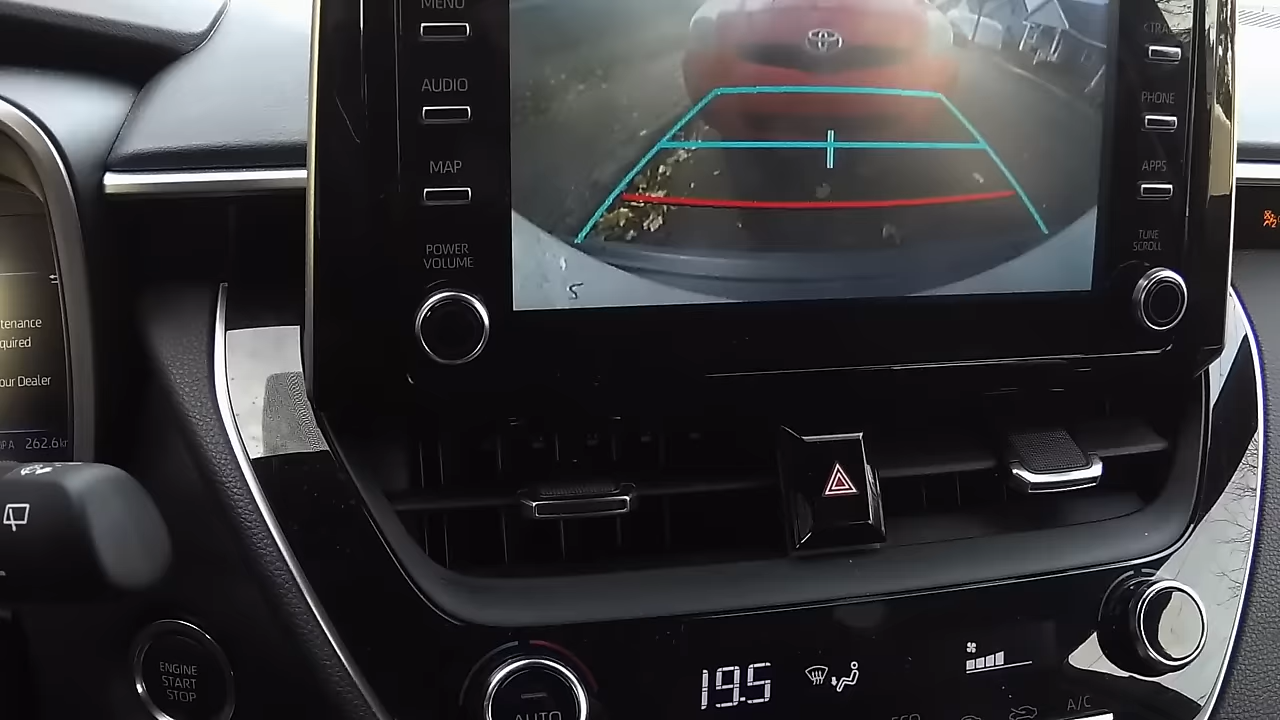 MENU
AUDIO
MAP
POWER
VOLUME
PHONE
APPS
TUNE
SCROLL
tenance
quired
our Dealer
262.6
ENGINE
START
STOP
AUTO
19.5
A/C